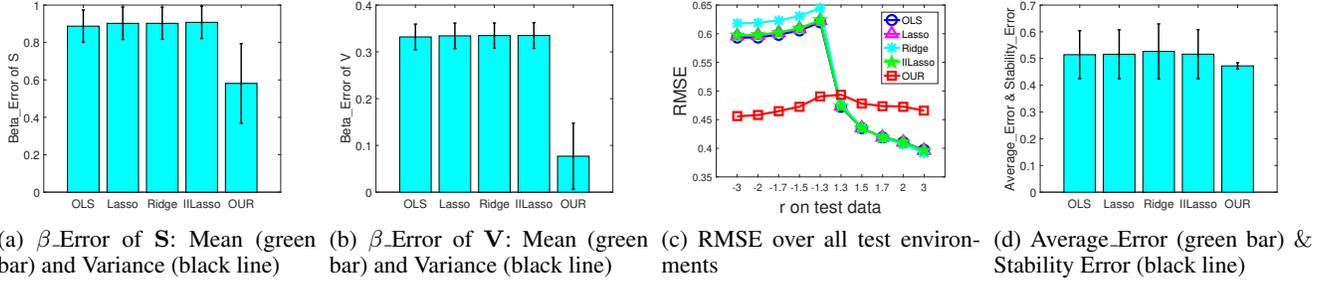 Beta_Error of S
1
0.8
0.6
0.4
0.2
0
OLS Lasso Ridge IILasso OUR
Beta_Error of V
0.4
0.3
0.2
0.1
0
OLS Lasso Ridge IILasso OUR
RMSE
0.65
0.6
0.55
0.5
0.45
0.4
0.35
OLS
Lasso
Ridge
IILasso
OUR
-3 -2 -1.7 -1.5 -1.3 1.3 1.5 1.7 2 3
r on test data
Average_Error & Stability_Error
0.7
0.6
0.5
0.4
0.3
0.2
0.1
0
OLS Lasso Ridge IILasso OUR
(a) β_Error of S: Mean (green
bar) and Variance (black line)
(b) β_Error of V: Mean (green
bar) and Variance (black line)
(c) RMSE over all test environ-
ments
(d) Average_Error (green bar) &
Stability Error (black line)